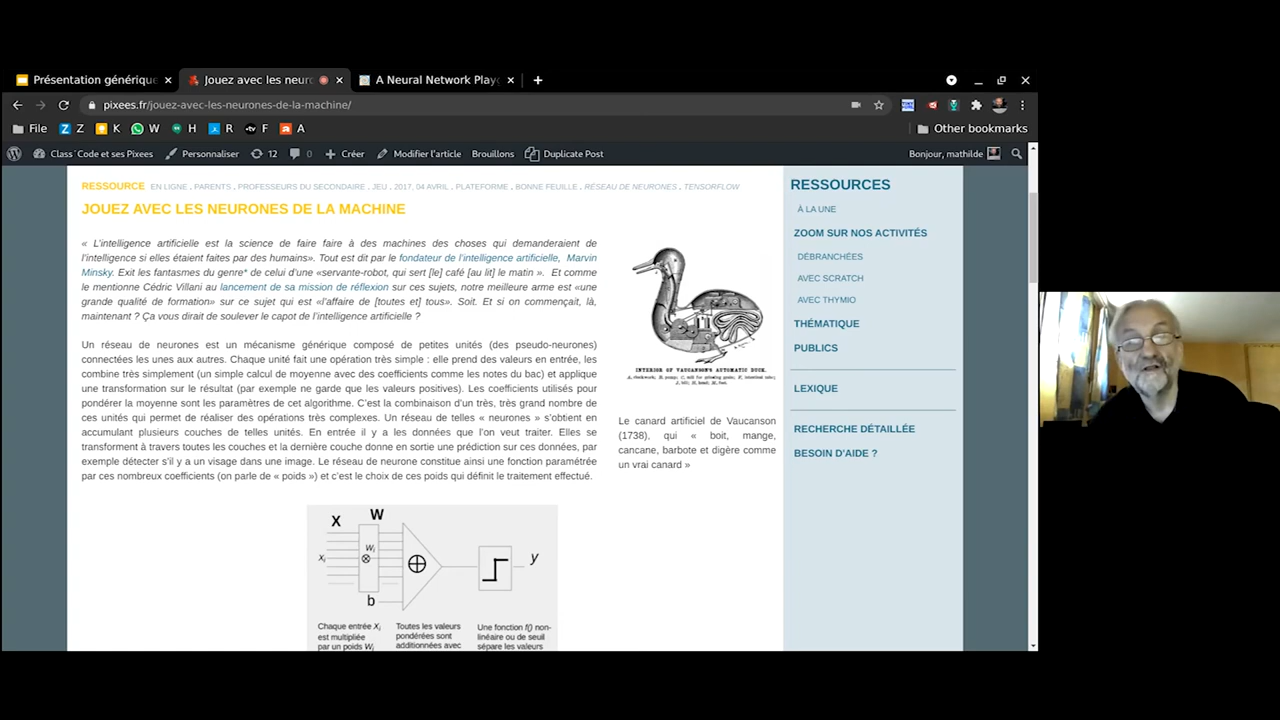 Présentation générique
Jouez avec les neuro
A Neural Network Play
pixees.fr/jouez-avec-les-neurones-de-la-machine/
File Z K W H R F A Other bookmarks
Class´Code et ses Pixees Personnaliser 12 0 Créer Modifier l'article Brouillons Duplicate Post Bonjour, mathilde
RESSOURCE EN LIGNE , PARENTS , PROFESSEURS DU SECONDAIRE , JEU , 2017, 04 AVRIL , PLATEFORME , BONNE FEUILLE , RÉSEAU DE NEURONES , TENSORFLOW
JOUEZ AVEC LES NEURONES DE LA MACHINE
« L'intelligence artificielle est la science de faire faire à des machines des choses qui demanderaient de
l'intelligence si elles étaient faites par des humains». Tout est dit par le fondateur de l'intelligence artificielle, Marvin
Minsky. Exit les fantasmes du genre* de celui d'une «servante-robot, qui sert [le] café [au lit] le matin ». Et comme
le mentionne Cédric Villani au lancement de sa mission de réflexion sur ces sujets, notre meilleure arme est «une
grande qualité de formation» sur ce sujet qui est «l'affaire de [toutes et] tous». Soit. Et si on commençait, là,
maintenant ? Ça vous dirait de soulever le capot de l'intelligence artificielle ?
Un réseau de neurones est un mécanisme générique composé de petites unités (des pseudo-neurones)
connectées les unes aux autres. Chaque unité fait une opération très simple : elle prend des valeurs en entrée, les
combine très simplement (un simple calcul de moyenne avec des coefficients comme les notes du bac) et applique
une transformation sur le résultat (par exemple ne garde que les valeurs positives). Les coefficients utilisés pour
pondérer la moyenne sont les paramètres de cet algorithme. C'est la combinaison d'un très, très grand nombre de
ces unités qui permet de réaliser des opérations très complexes. Un réseau de telles « neurones » s'obtient en
accumulant plusieurs couches de telles unités. En entrée il y a les données que l'on veut traiter. Elles se
transforment à travers toutes les couches et la dernière couche donne en sortie une prédiction sur ces données, par
exemple détecter s'il y a un visage dans une image. Le réseau de neurone constitue ainsi une fonction paramétrée
par ces nombreux coefficients (on parle de « poids ») et c'est le choix de ces poids qui définit le traitement effectué.
INTERIOR OF VAUCANSON'S AUTOMATIC DUCK.
Le canard artificiel de Vaucanson
(1738), qui « boit, mange,
cancane, barbote et digère comme
un vrai canard »
X W
Xi Wi y
b
Chaque entrée Xi
est multipliée
par un poids Wi
Toutes les valeurs
pondérées sont
additionnées avec
Une fonction f() non-
linéaire ou de seuil
sépare les valeurs
RESSOURCES
À LA UNE
ZOOM SUR NOS ACTIVITÉS
DÉBRANCHÉES
AVEC SCRATCH
AVEC THYMIO
THÉMATIQUE
PUBLICS
LEXIQUE
RECHERCHE DÉTAILLÉE
BESOIN D'AIDE ?